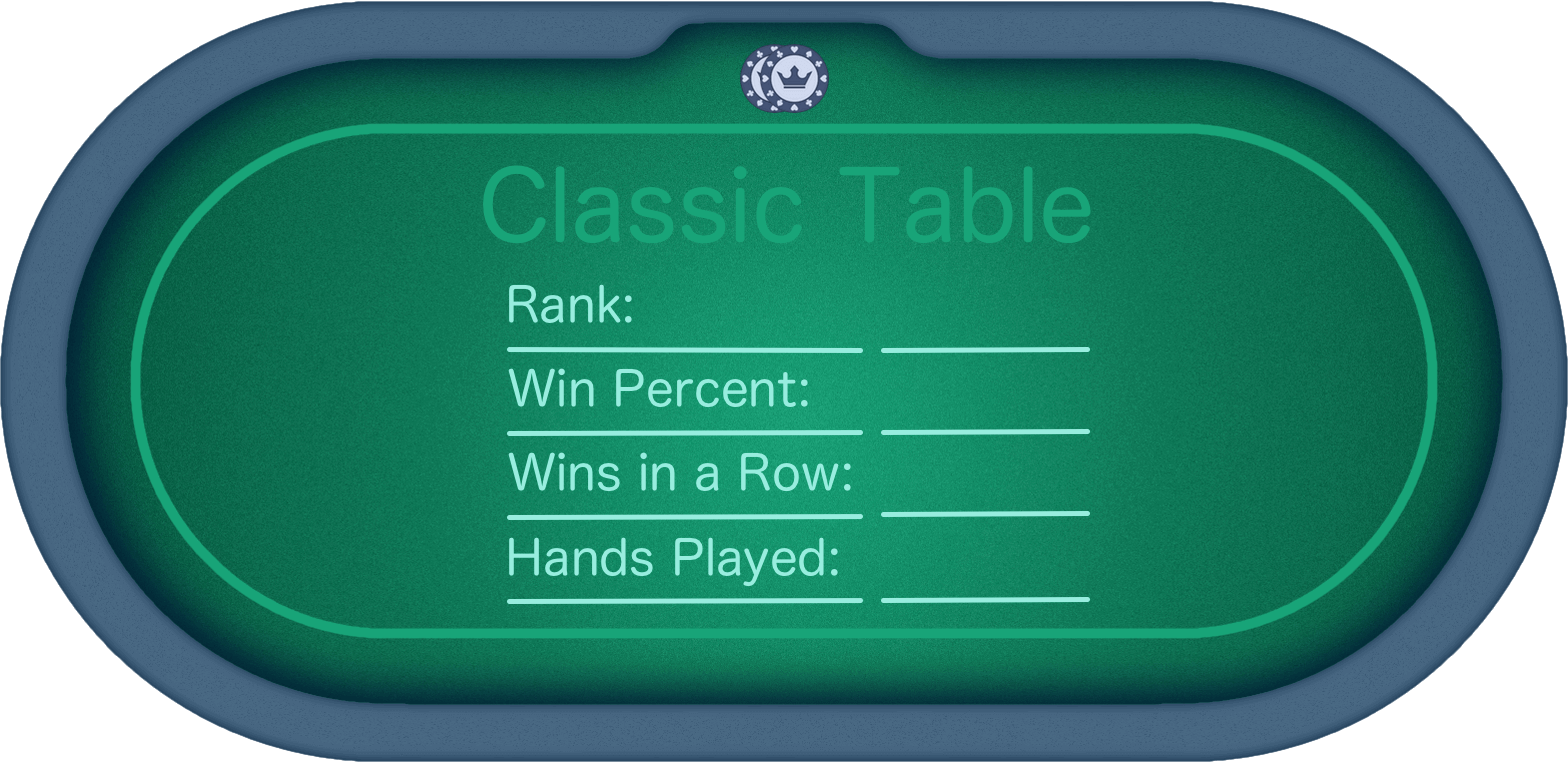 Classic Table
Rank:
Win Percent:
Wins in a Row:
Hands Played: